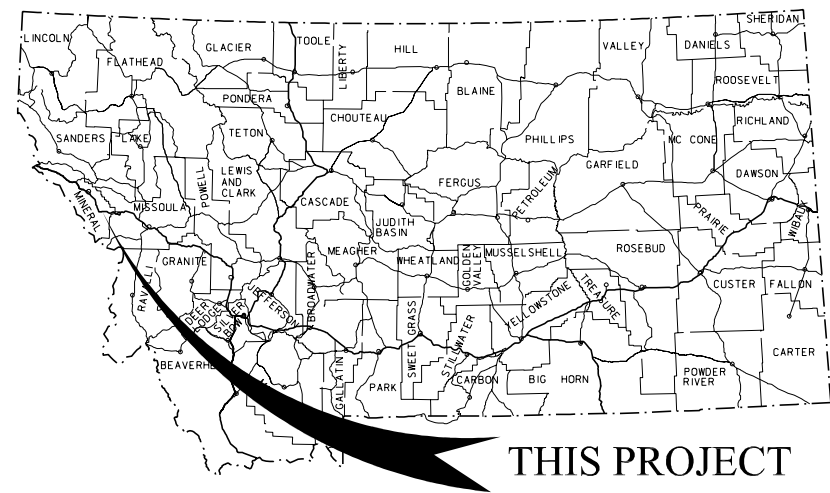 SHERIDAN
LINCOLN
TOOLE
HILL
GLACIER
VALLEY
DANIELS
LIBERTY
FLATHEAD
ROOSEVELT
BLAINE
PONDERA
CHOUTEAU
RICHLAND
TETON
SANDERS
LAKE
PHILLIPS
MC CONE
GARFIELD
LEWIS
AND
CLARK
POWELL
FERGUS
DAWSON
PETROLEUM
CASCADE
MINERAL
MISSOULA
JUDITH
BASIN
PRAIRIE
WIBAUX
MEAGHER
GOLDEN
VALLEY
MUSSELSHELL
ROSEBUD
WHEATLAND
GRANITE
BROADWATER
RAVALLI
CUSTER
FALLON
JEFFERSON
DEER
LODGE
SILVER
BOW
YELLOWSTONE
TREASURE
SWEET GRASS
STILLWATER
CARTER
BEAVERHE
GALLATIN
PARK
CARBON
BIG HORN
POWDER
RIVER
THIS PROJECT